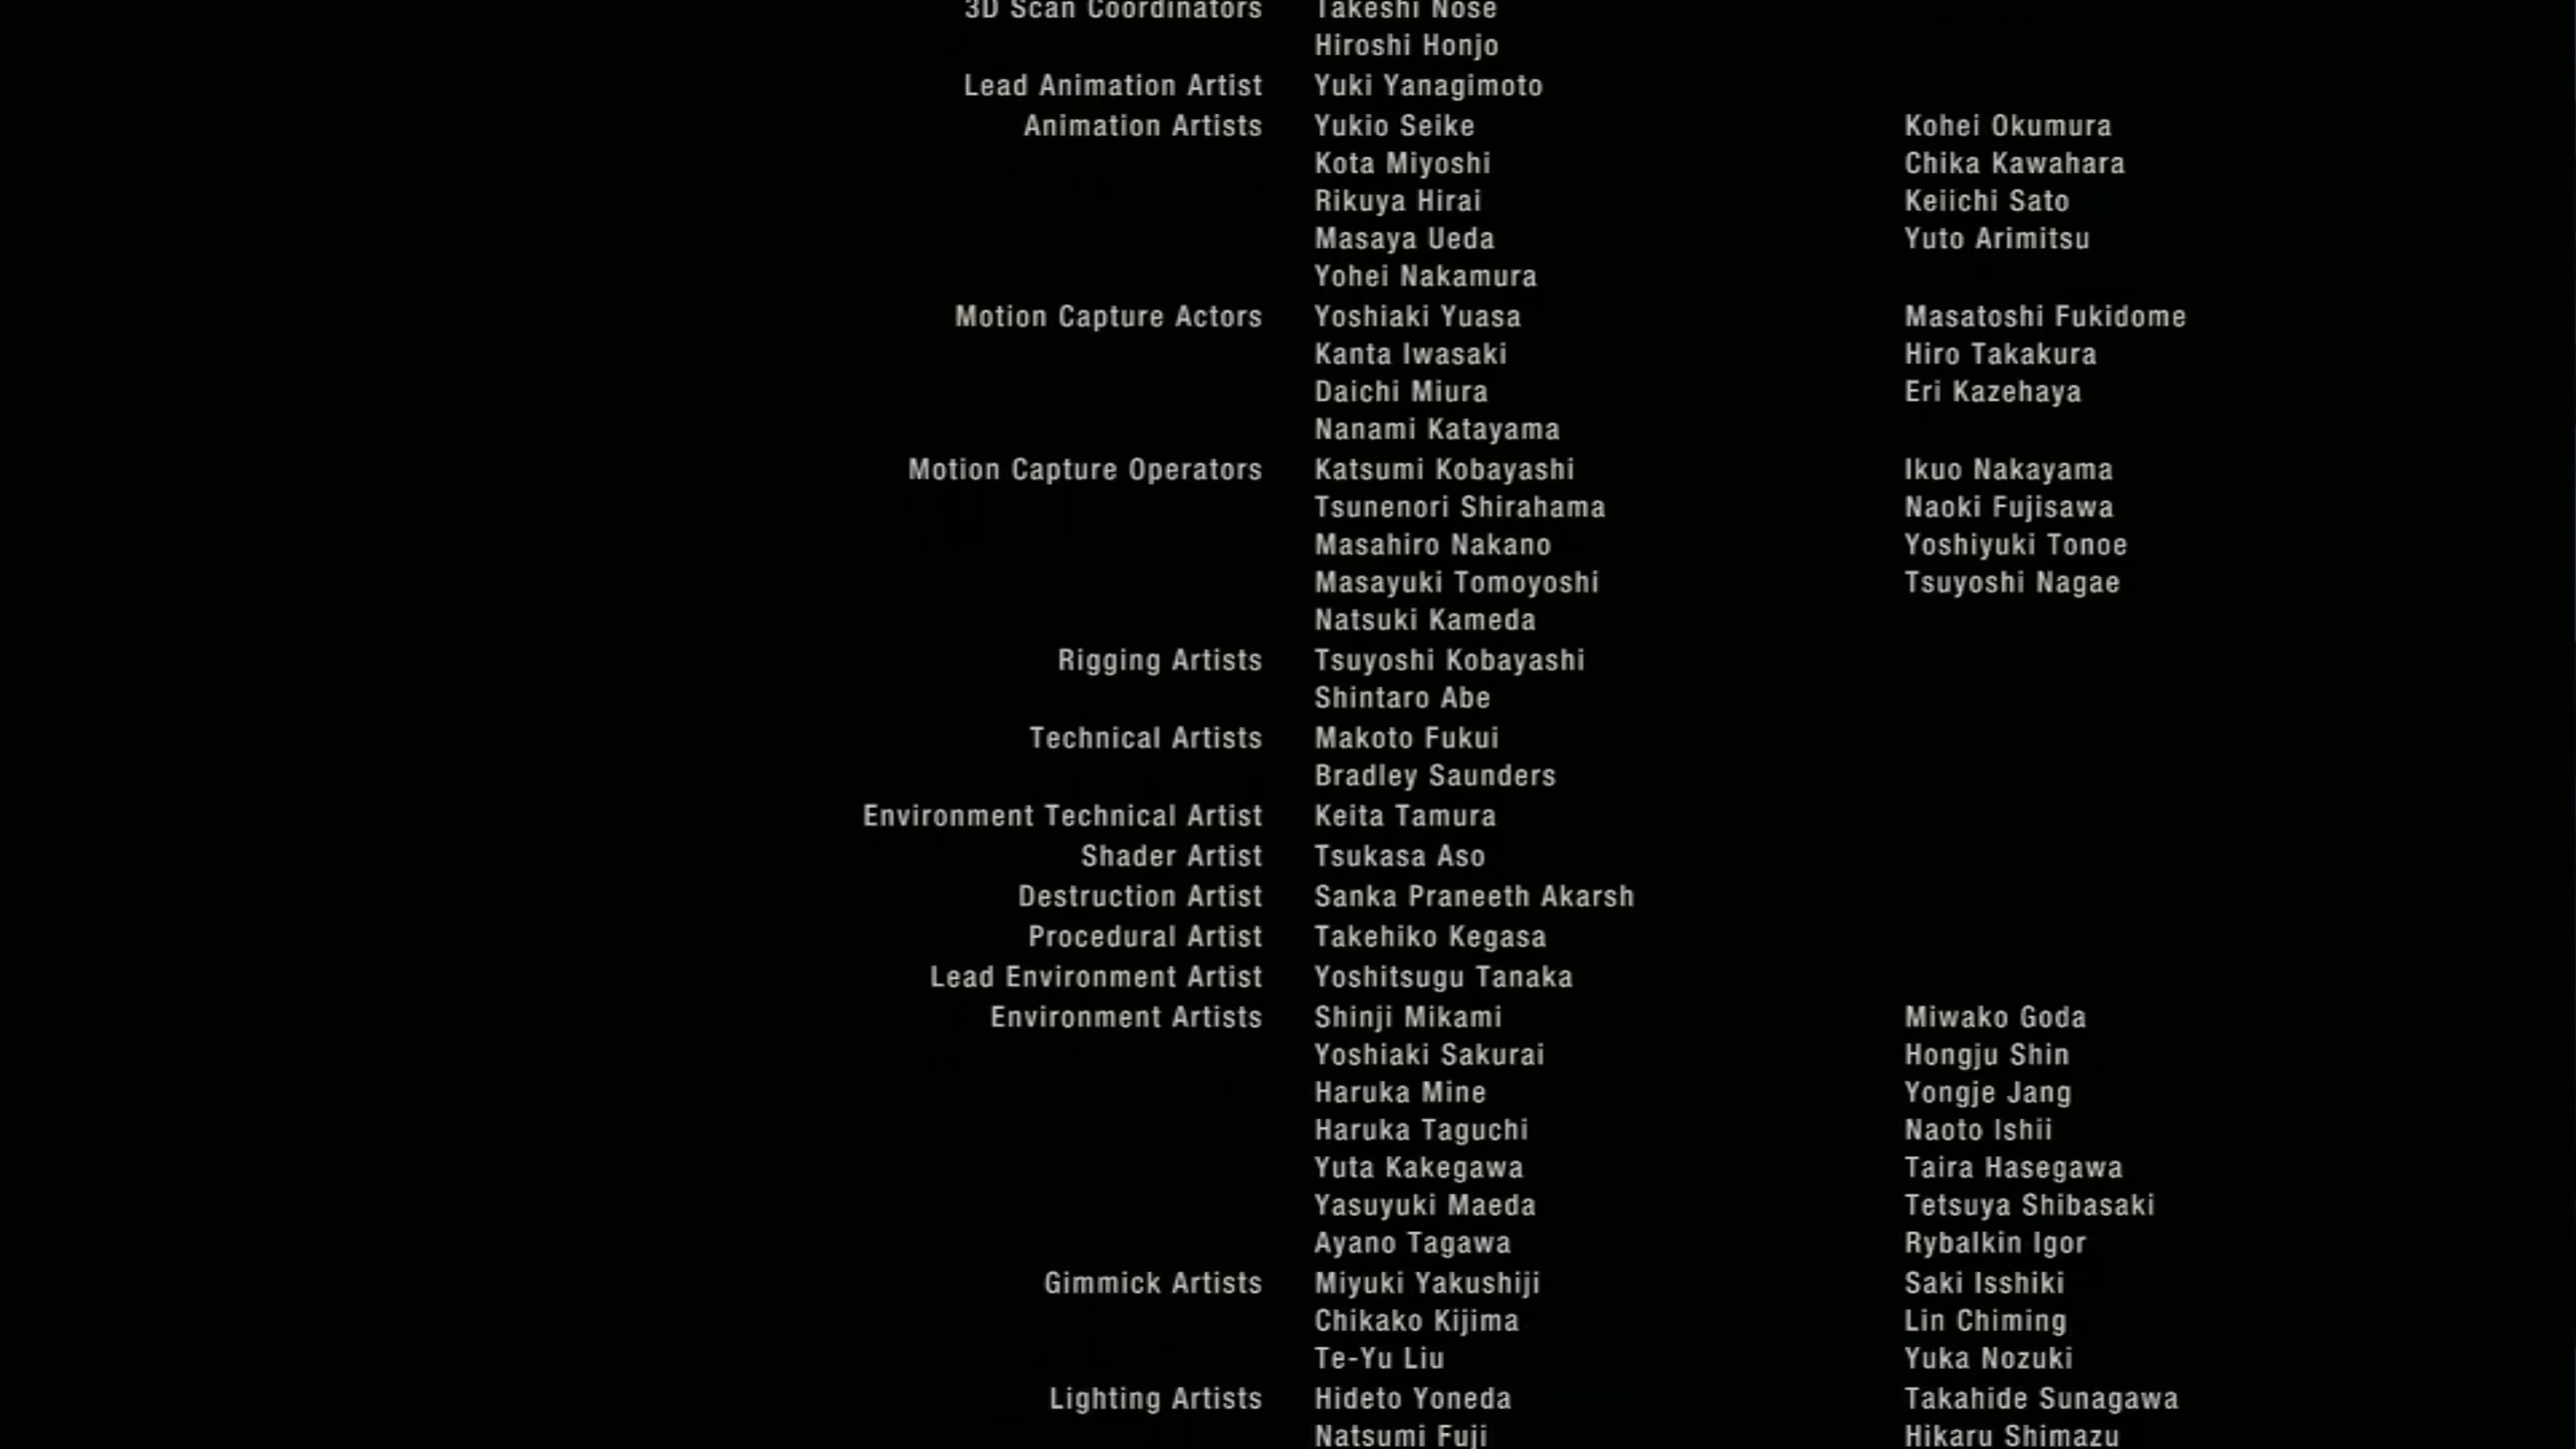 3D Scan Coordinators Takeshi Nose
Hiroshi Honjo
Lead Animation Artist Yuki Yanagimoto
Animation Artists Yukio Seike Kohei Okumura
Kota Miyoshi Chika Kawahara
Rikuya Hirai Keiichi Sato
Masaya Ueda Yuto Arimitsu
Yohei Nakamura
Motion Capture Actors Yoshiaki Yuasa Masatoshi Fukidome
Kanta Iwasaki Hiro Takakura
Daichi Miura Eri Kazehaya
Nanami Katayama
Motion Capture Operators Katsumi Kobayashi Ikuo Nakayama
Tsunenori Shirahama Naoki Fujisawa
Masahiro Nakano Yoshiyuki Tonoe
Masayuki Tomoyoshi Tsuyoshi Nagae
Natsuki Kameda
Rigging Artists Tsuyoshi Kobayashi
Shintaro Abe
Technical Artists Makoto Fukui
Bradley Saunders
Environment Technical Artist Keita Tamura
Shader Artist Tsukasa Aso
Destruction Artist Sanka Praneeth Akarsh
Procedural Artist Takehiko Kegasa
Lead Environment Artist Yoshitsugu Tanaka
Environment Artists Shinji Mikami Miwako Goda
Yoshiaki Sakurai Hongju Shin
Haruka Mine Yongje Jang
Haruka Taguchi Naoto Ishii
Yuta Kakegawa Taira Hasegawa
Yasuyuki Maeda Tetsuya Shibasaki
Ayano Tagawa Rybalkin Igor
Gimmick Artists Miyuki Yakushiji Saki Isshiki
Chikako Kijima Lin Chiming
Te-Yu Liu Yuka Nozuki
Lighting Artists Hideto Yoneda Takahide Sunagawa
Natsumi Fuji Hikaru Shimazu